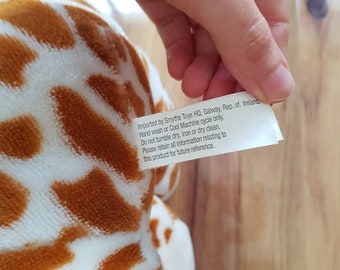 Imported by Smyths Toys HQ, Galway, Rep. of. Ireland
Hand wash or Cool Machine cycle only.
Do not tumble dry, iron or dry clean.
Please retain all information relating to
this product for future reference.